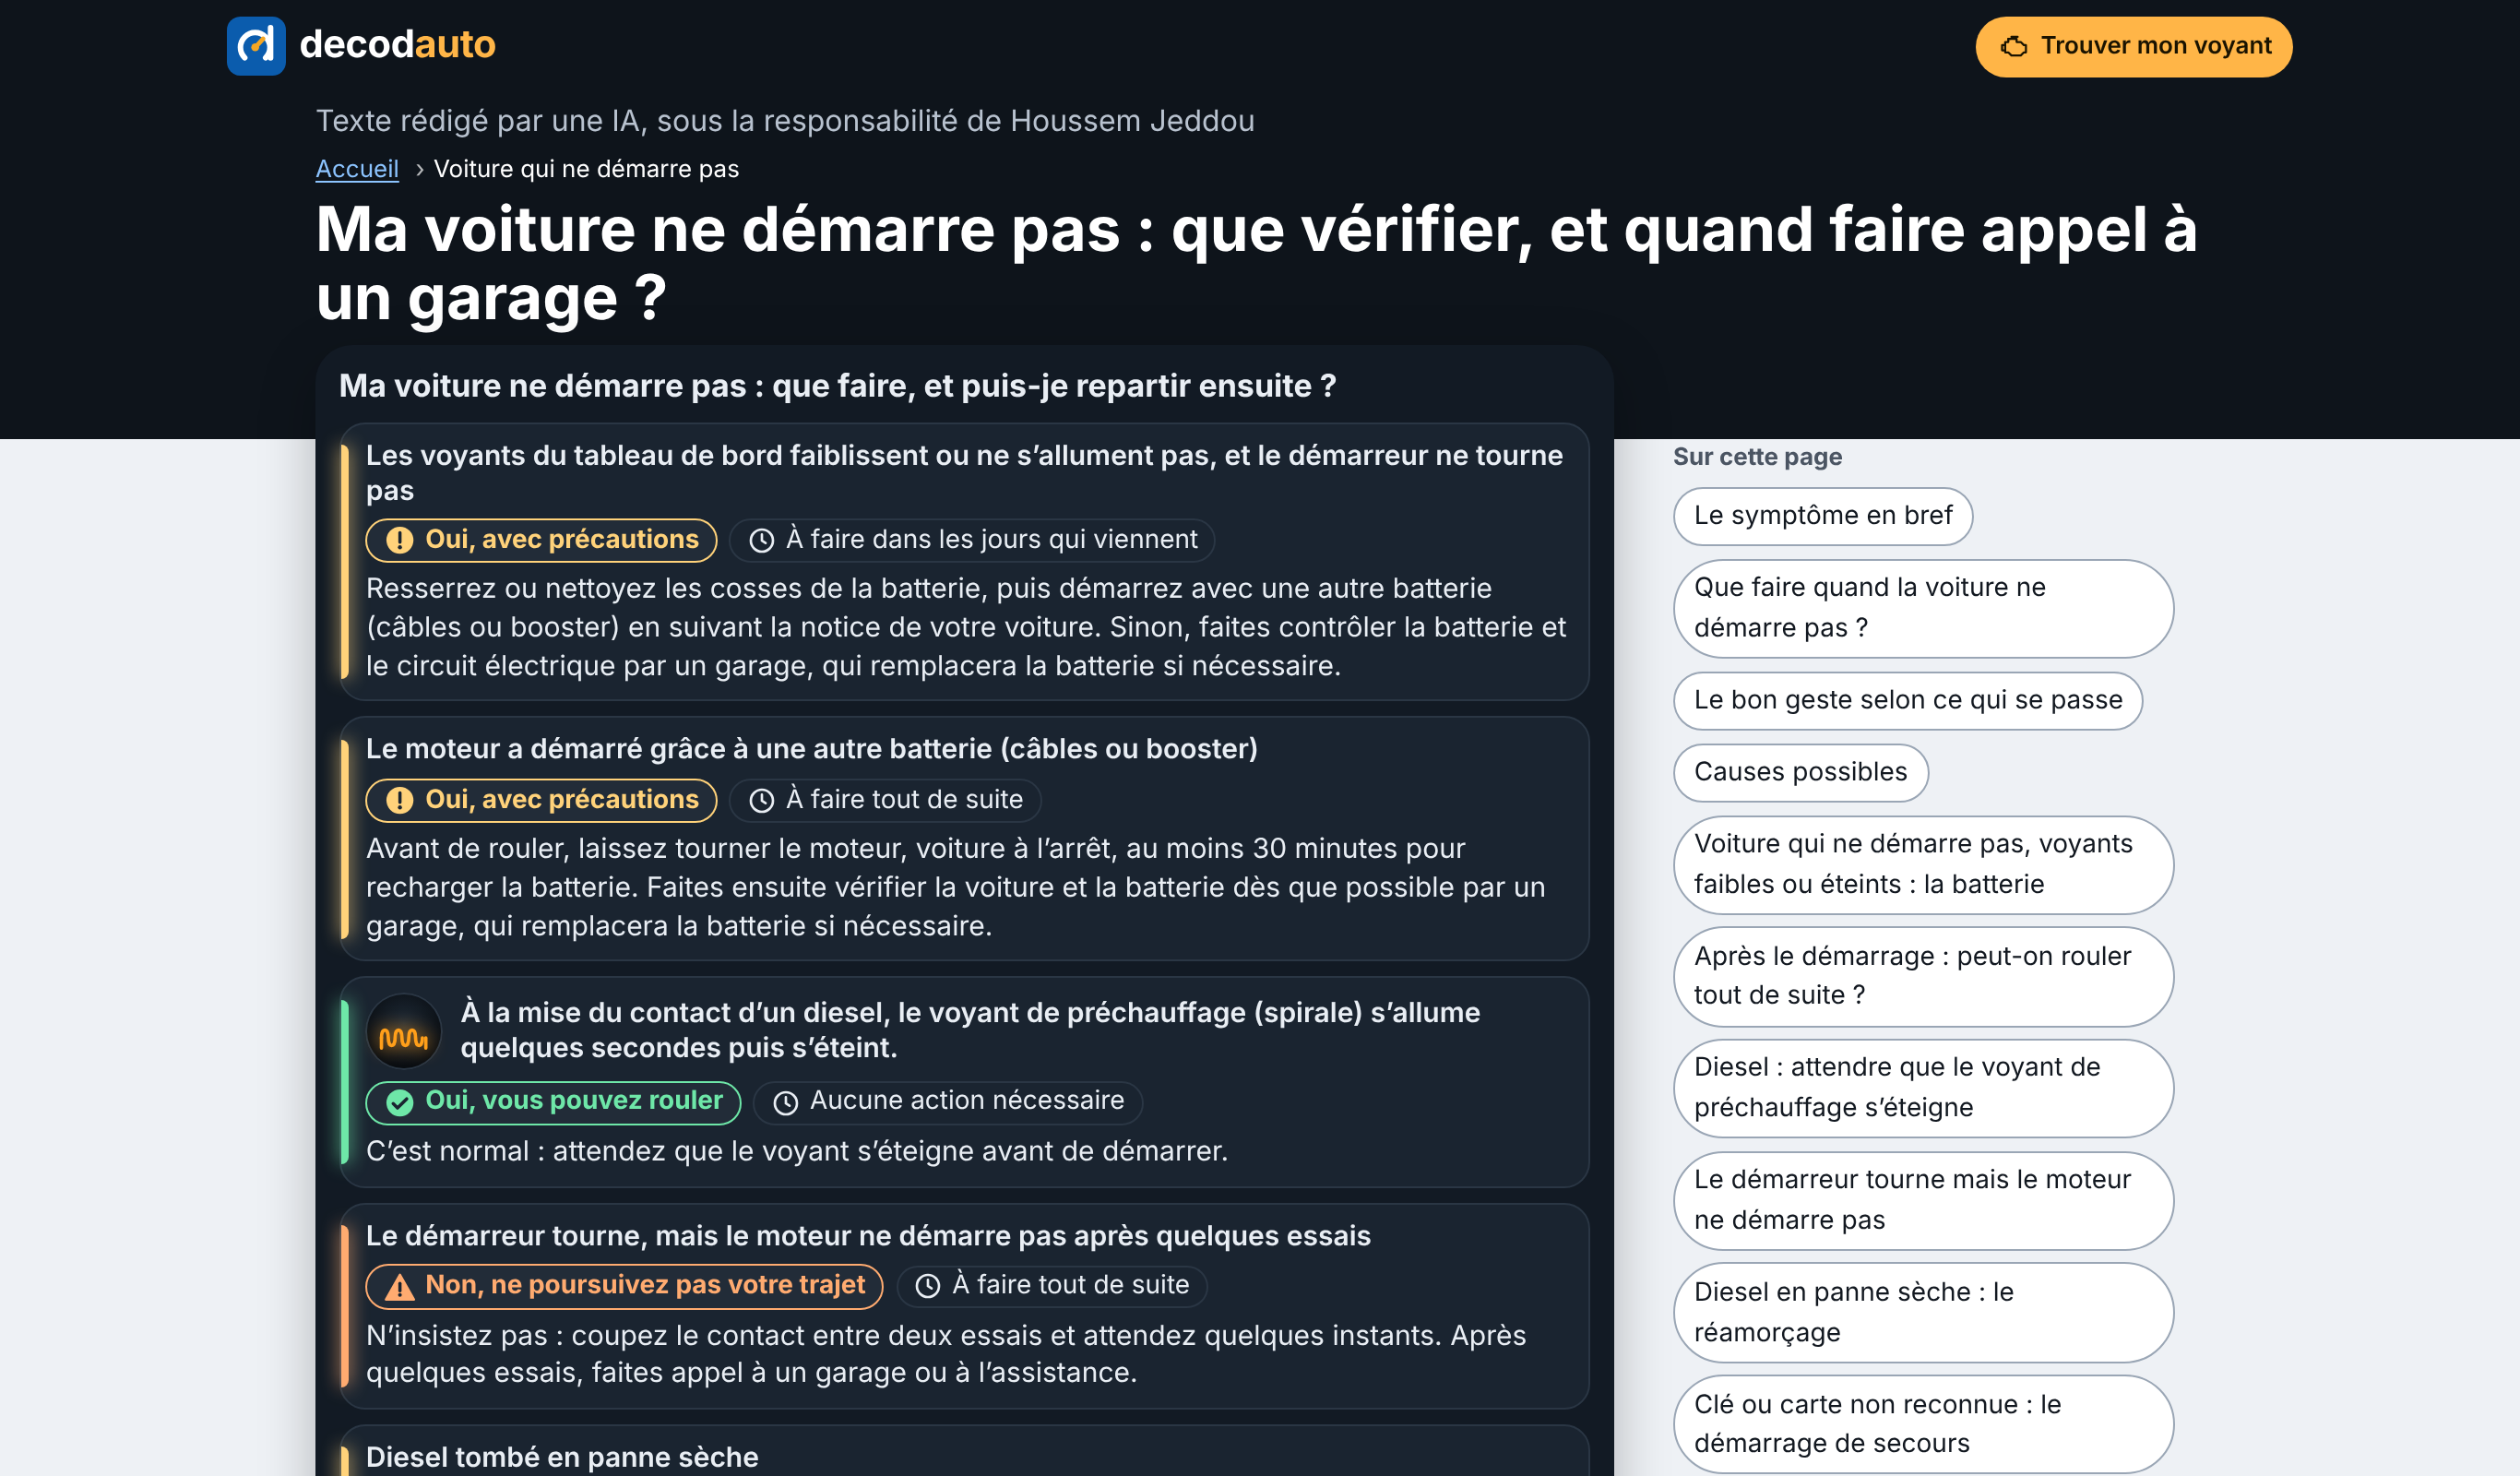 decodauto
Trouver mon voyant
Texte rédigé par une IA, sous la responsabilité de Houssem Jeddou
Accueil › Voiture qui ne démarre pas
Ma voiture ne démarre pas : que vérifier, et quand faire appel à
un garage ?
Ma voiture ne démarre pas : que faire, et puis-je repartir ensuite ?
Les voyants du tableau de bord faiblissent ou ne s’allument pas, et le démarreur ne tourne
pas
Oui, avec précautions
À faire dans les jours qui viennent
Resserrez ou nettoyez les cosses de la batterie, puis démarrez avec une autre batterie
(câbles ou booster) en suivant la notice de votre voiture. Sinon, faites contrôler la batterie et
le circuit électrique par un garage, qui remplacera la batterie si nécessaire.
Le moteur a démarré grâce à une autre batterie (câbles ou booster)
Oui, avec précautions
À faire tout de suite
Avant de rouler, laissez tourner le moteur, voiture à l’arrêt, au moins 30 minutes pour
recharger la batterie. Faites ensuite vérifier la voiture et la batterie dès que possible par un
garage, qui remplacera la batterie si nécessaire.
À la mise du contact d’un diesel, le voyant de préchauffage (spirale) s’allume
quelques secondes puis s’éteint.
Oui, vous pouvez rouler
Aucune action nécessaire
C’est normal : attendez que le voyant s’éteigne avant de démarrer.
Le démarreur tourne, mais le moteur ne démarre pas après quelques essais
Non, ne poursuivez pas votre trajet
À faire tout de suite
N’insistez pas : coupez le contact entre deux essais et attendez quelques instants. Après
quelques essais, faites appel à un garage ou à l’assistance.
Diesel tombé en panne sèche
Sur cette page
Le symptôme en bref
Que faire quand la voiture ne
démarre pas ?
Le bon geste selon ce qui se passe
Causes possibles
Voiture qui ne démarre pas, voyants
faibles ou éteints : la batterie
Après le démarrage : peut-on rouler
tout de suite ?
Diesel : attendre que le voyant de
préchauffage s’éteigne
Le démarreur tourne mais le moteur
ne démarre pas
Diesel en panne sèche : le
réamorçage
Clé ou carte non reconnue : le
démarrage de secours